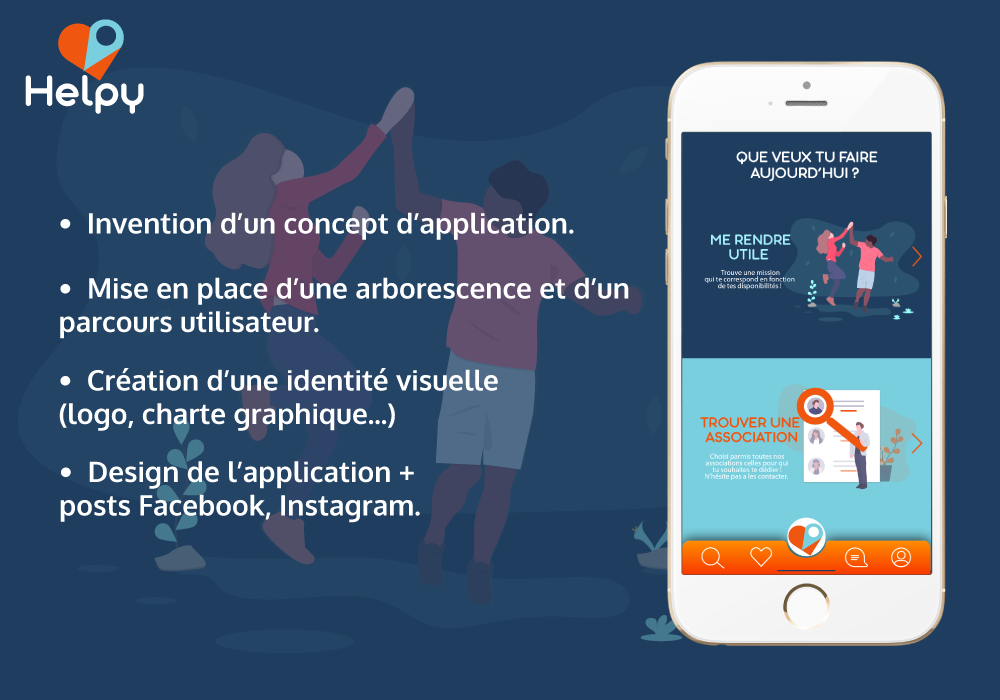 Helpy
• Invention d’un concept d’application.
• Mise en place d’une arborescence et d’un
parcours utilisateur.
• Création d’une identité visuelle
(logo, charte graphique...)
• Design de l’application +
posts Facebook, Instagram.
QUE VEUX TU FAIRE
AUJOURD’HUI ?
ME RENDRE
UTILE
Trouve une mission
qui te correspond en fonction
de tes disponibilités !
TROUVER UNE
ASSOCIATION
Choisi parmis toutes nos
associations celles pour qui
tu souhaites te dédier !
N’hésite pas a les contacter.